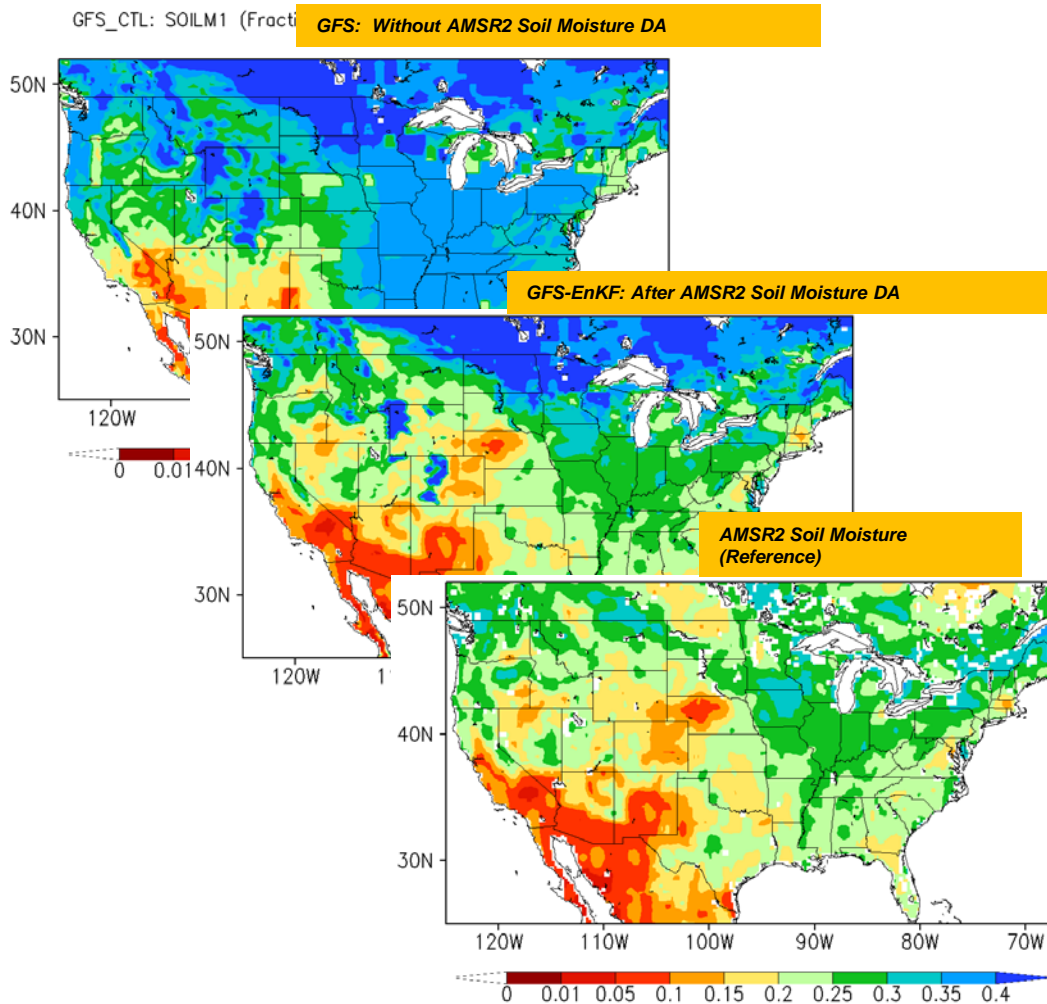 GFS_CTL: SOILM1 (Fracti
GFS: Without AMSR2 Soil Moisture DA
50N
40N
30N
120W
0 0.01
GFS-EnKF: After AMSR2 Soil Moisture DA
50N
40N
30N
120W 1
AMSR2 Soil Moisture
(Reference)
50N
40N
30N
120W 110W 100W 90W 80W 70W
0 0.01 0.05 0.1 0.15 0.2 0.25 0.3 0.35 0.4